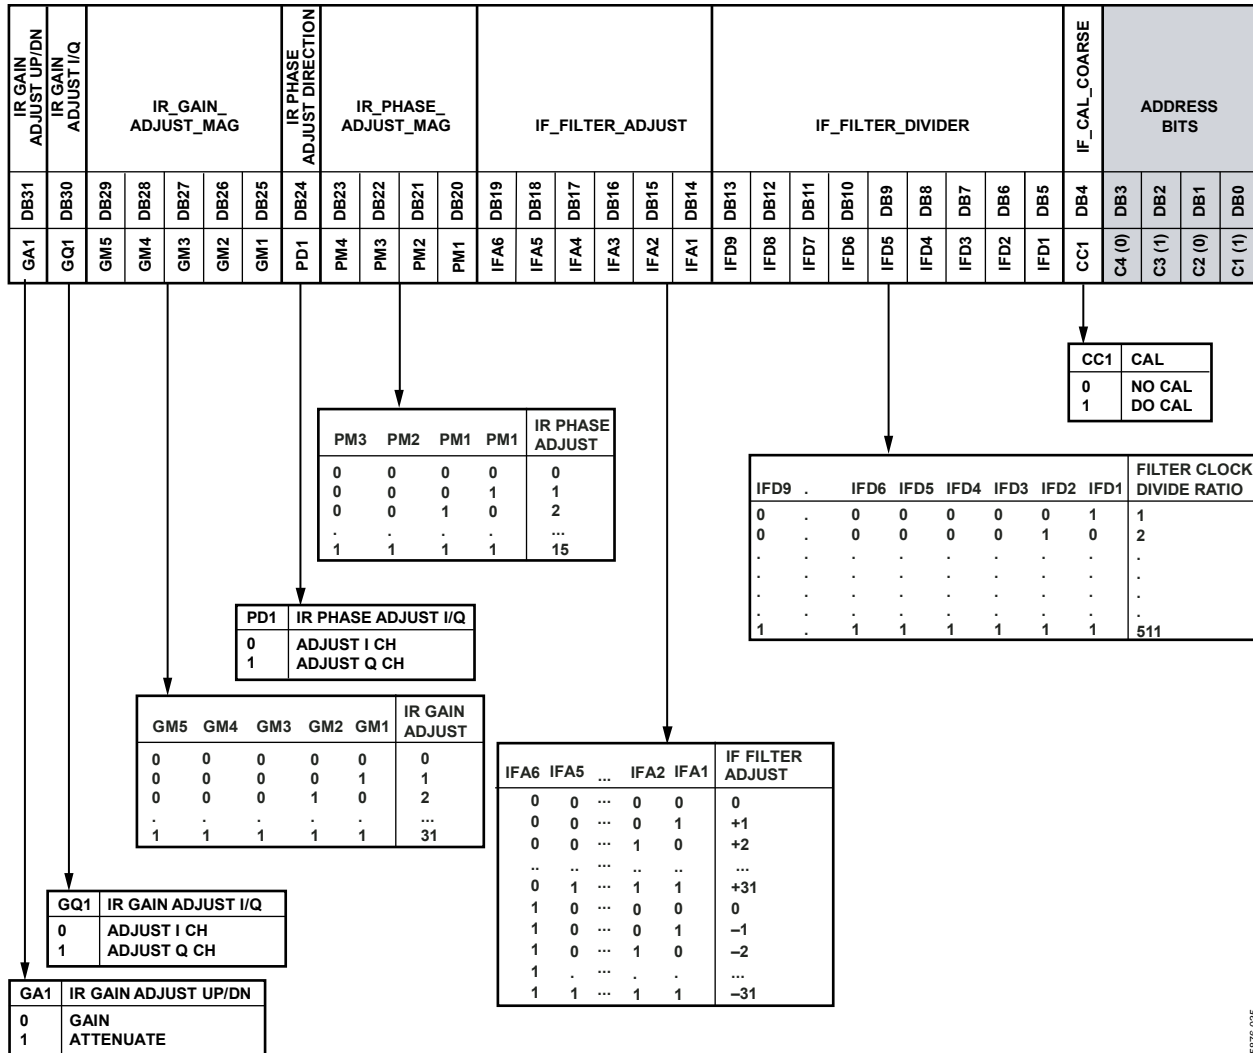 IR GAIN
ADJUST UP/DN
IR GAIN
ADJUST I/Q
IR_GAIN_
ADJUST_MAG
IR PHASE
ADJUST DIRECTION
IR_PHASE_
ADJUST_MAG
IF_FILTER_ADJUST
IF_FILTER_DIVIDER
IF_CAL_COARSE
ADDRESS
BITS
DB31 DB30 DB29 DB28 DB27 DB26 DB25 DB24 DB23 DB22 DB21 DB20 DB19 DB18 DB17 DB16 DB15 DB14 DB13 DB12 DB11 DB10 DB9 DB8 DB7 DB6 DB5 DB4 DB3 DB2 DB1 DB0
GA1 GQ1 GM5 GM4 GM3 GM2 GM1 PD1 PM4 PM3 PM2 PM1 IFA6 IFA5 IFA4 IFA3 IFA2 IFA1 IFD9 IFD8 IFD7 IFD6 IFD5 IFD4 IFD3 IFD2 IFD1 CC1 C4 (0) C3 (1) C2 (0) C1 (1)
CC1 CAL
0 NO CAL
1 DO CAL
PM3 PM2 PM1 PM1 IR PHASE
ADJUST
0 0 0 0 0
0 0 0 1 1
0 0 1 0 2
. . . . ...
1 1 1 1 15
IFD9 . IFD6 IFD5 IFD4 IFD3 IFD2 IFD1 FILTER CLOCK
DIVIDE RATIO
0 . 0 0 0 0 0 1 1
0 . 0 0 0 0 1 0 2
. . . . . . . . .
. . . . . . . . .
. . . . . . . . .
. . . . . . . . .
1 . 1 1 1 1 1 1 511
PD1 IR PHASE ADJUST I/Q
0 ADJUST I CH
1 ADJUST Q CH
GM5 GM4 GM3 GM2 GM1 IR GAIN
ADJUST
0 0 0 0 0 0
0 0 0 0 1 1
0 0 0 1 0 2
. . . . . ...
1 1 1 1 1 31
IFA6 IFA5 ... IFA2 IFA1 IF FILTER
ADJUST
0 0 ... 0 0 0
0 0 ... 0 1 +1
0 0 ... 1 0 +2
.. .. ... .. .. ...
0 1 ... 1 1 +31
1 0 ... 0 0 0
1 0 ... 0 1 –1
1 0 ... 1 0 –2
1 . ... . . ...
1 1 ... 1 1 –31
GQ1 IR GAIN ADJUST I/Q
0 ADJUST I CH
1 ADJUST Q CH
GA1 IR GAIN ADJUST UP/DN
0 GAIN
1 ATTENUATE